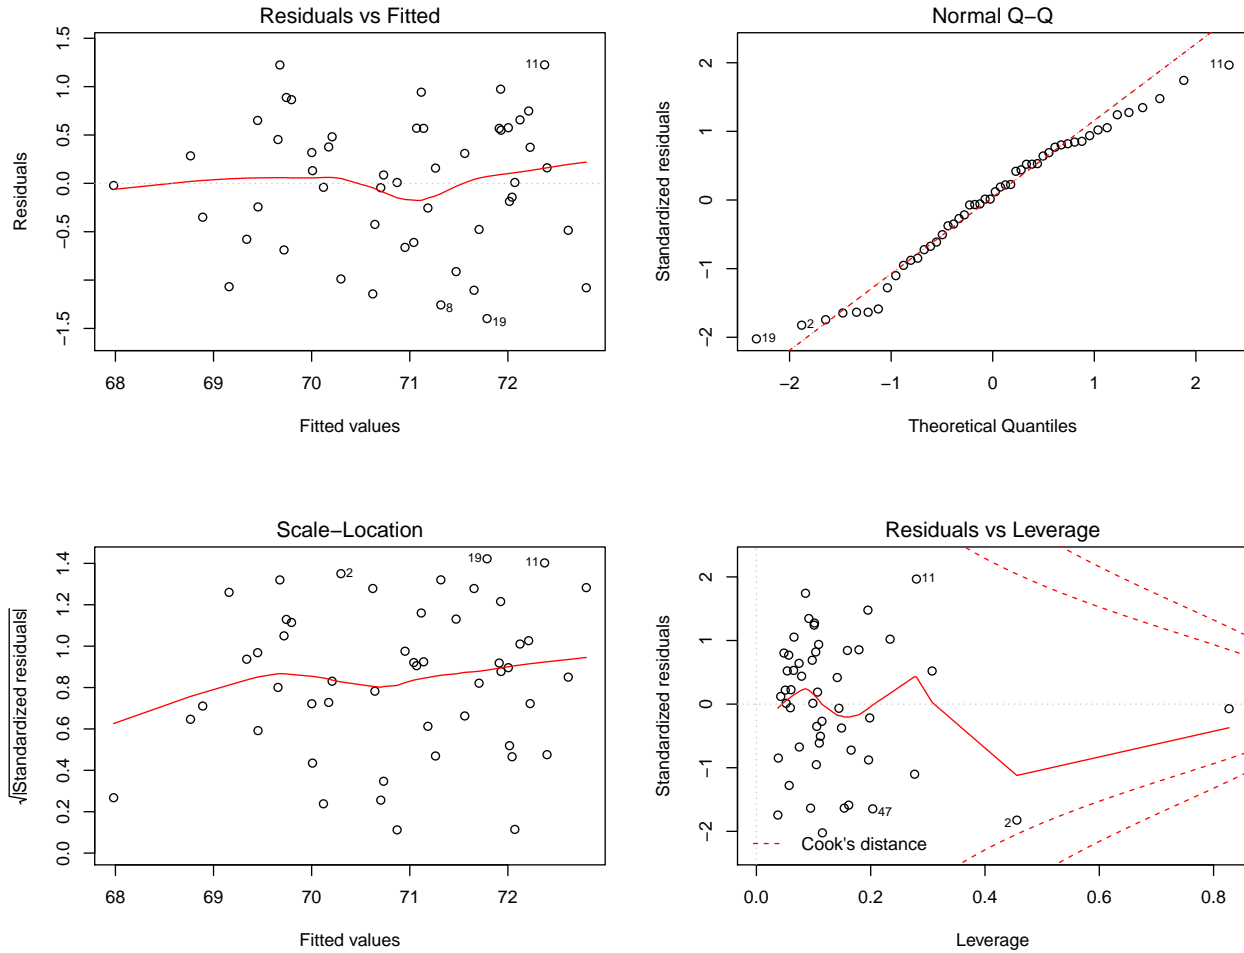 Residuals vs Fitted
Residuals
1.5
1.0
0.5
0.0
−0.5
−1.5
11
8
19
68 69 70 71 72
Fitted values
Normal Q−Q
Standardized residuals
2
1
0
−1
−2
11
2
19
−2 −1 0 1 2
Theoretical Quantiles
Scale−Location
√|Standardized residuals|
1.4
1.2
1.0
0.8
0.6
0.4
0.2
0.0
19
11
2
68 69 70 71 72
Fitted values
Residuals vs Leverage
Standardized residuals
2
1
0
−1
−2
11
47
2
Cook's distance
0.0 0.2 0.4 0.6 0.8
Leverage